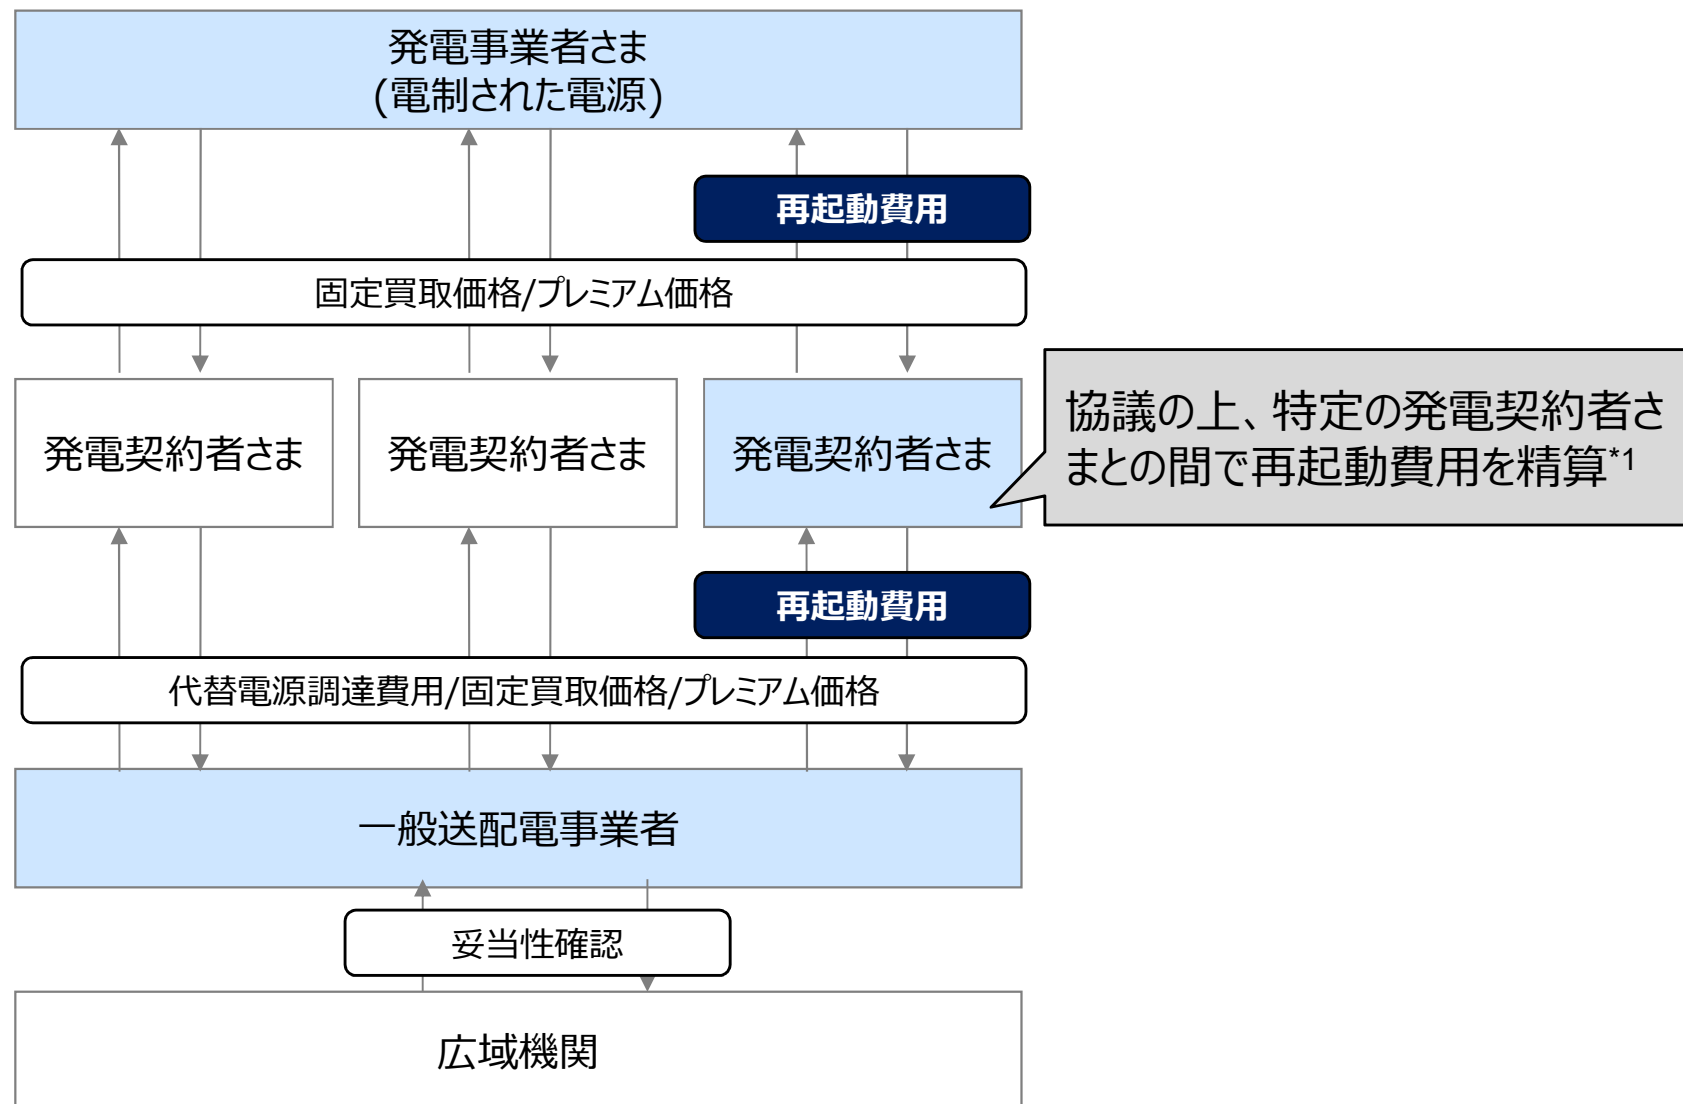 発電事業者さま
(電制された電源)
再起動費用
固定買取価格/プレミアム価格
発電契約者さま
発電契約者さま
発電契約者さま
協議の上、特定の発電契約者さ
まとの間で再起動費用を精算*1
再起動費用
代替電源調達費用/固定買取価格/プレミアム価格
一般送配電事業者
妥当性確認
広域機関